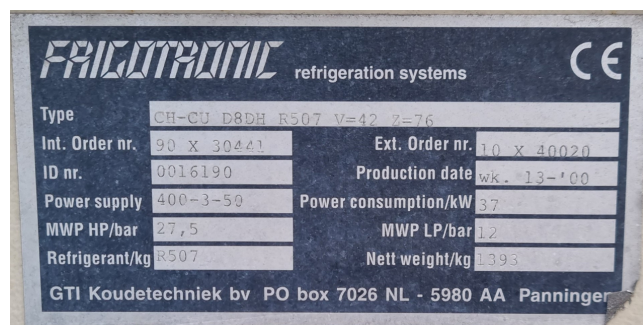 FRIGOTRONIC refrigeration systems CE
Type CH-CU D8DH R507 V=42 Z=76
Int. Order nr. 90 X 30441 Ext. Order nr. 10 X 40020
ID nr. 0016190 Production date wk. 13-'00
Power supply 400-3-50 Power consumption/kW 37
MWP HP/bar 27,5 MWP LP/bar 12
Refrigerant/kg R507 Nett weight/kg 1393
GTI Koudetechniek bv PO box 7026 NL - 5980 AA Panningen